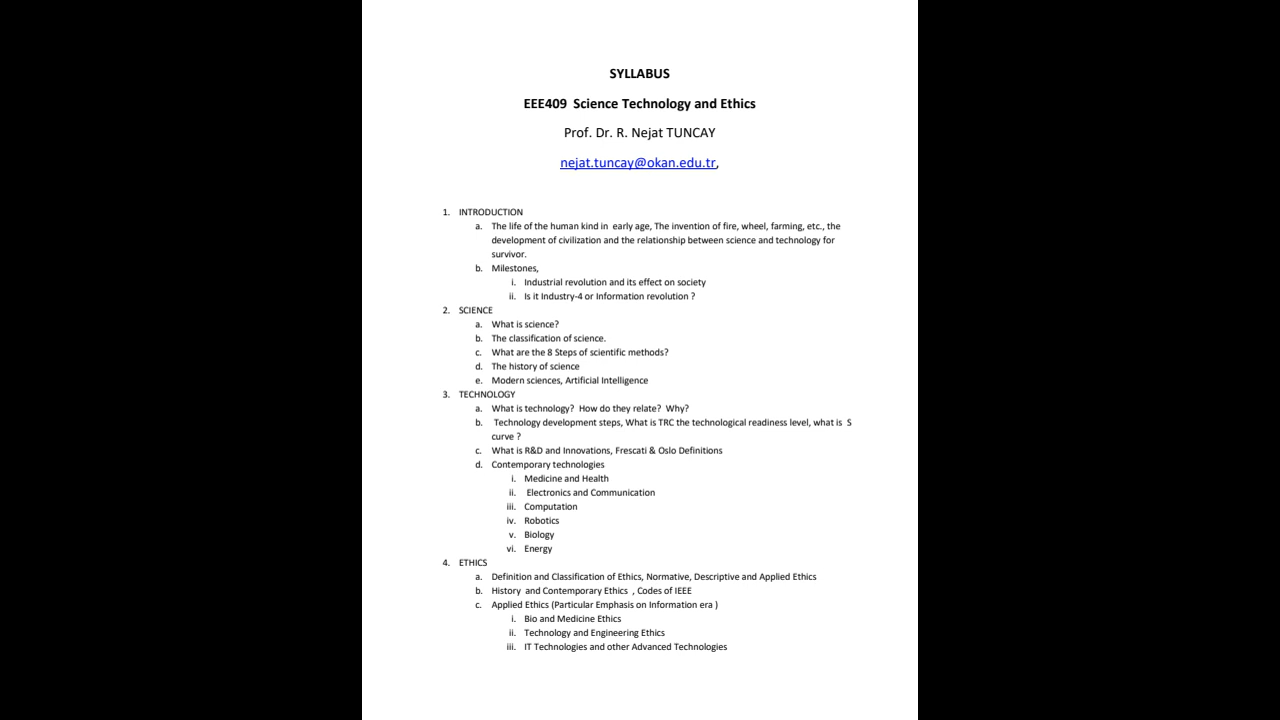 SYLLABUS
EEE409 Science Technology and Ethics
Prof. Dr. R. Nejat TUNCAY
nejat.tuncay@okan.edu.tr,
1. INTRODUCTION
a. The life of the human kind in early age, The invention of fire, wheel, farming, etc., the
development of civilization and the relationship between science and technology for
survivor.
b. Milestones,
i. Industrial revolution and its effect on society
ii. Is it Industry-4 or Information revolution ?
2. SCIENCE
a. What is science?
b. The classification of science.
c. What are the 8 Steps of scientific methods?
d. The history of science
e. Modern sciences, Artificial Intelligence
3. TECHNOLOGY
a. What is technology? How do they relate? Why?
b. Technology development steps, What is TRC the technological readiness level, what is S
curve ?
c. What is R&D and Innovations, Frescati & Oslo Definitions
d. Contemporary technologies
i. Medicine and Health
ii. Electronics and Communication
iii. Computation
iv. Robotics
v. Biology
vi. Energy
4. ETHICS
a. Definition and Classification of Ethics, Normative, Descriptive and Applied Ethics
b. History and Contemporary Ethics , Codes of IEEE
c. Applied Ethics (Particular Emphasis on Information era )
i. Bio and Medicine Ethics
ii. Technology and Engineering Ethics
iii. IT Technologies and other Advanced Technologies